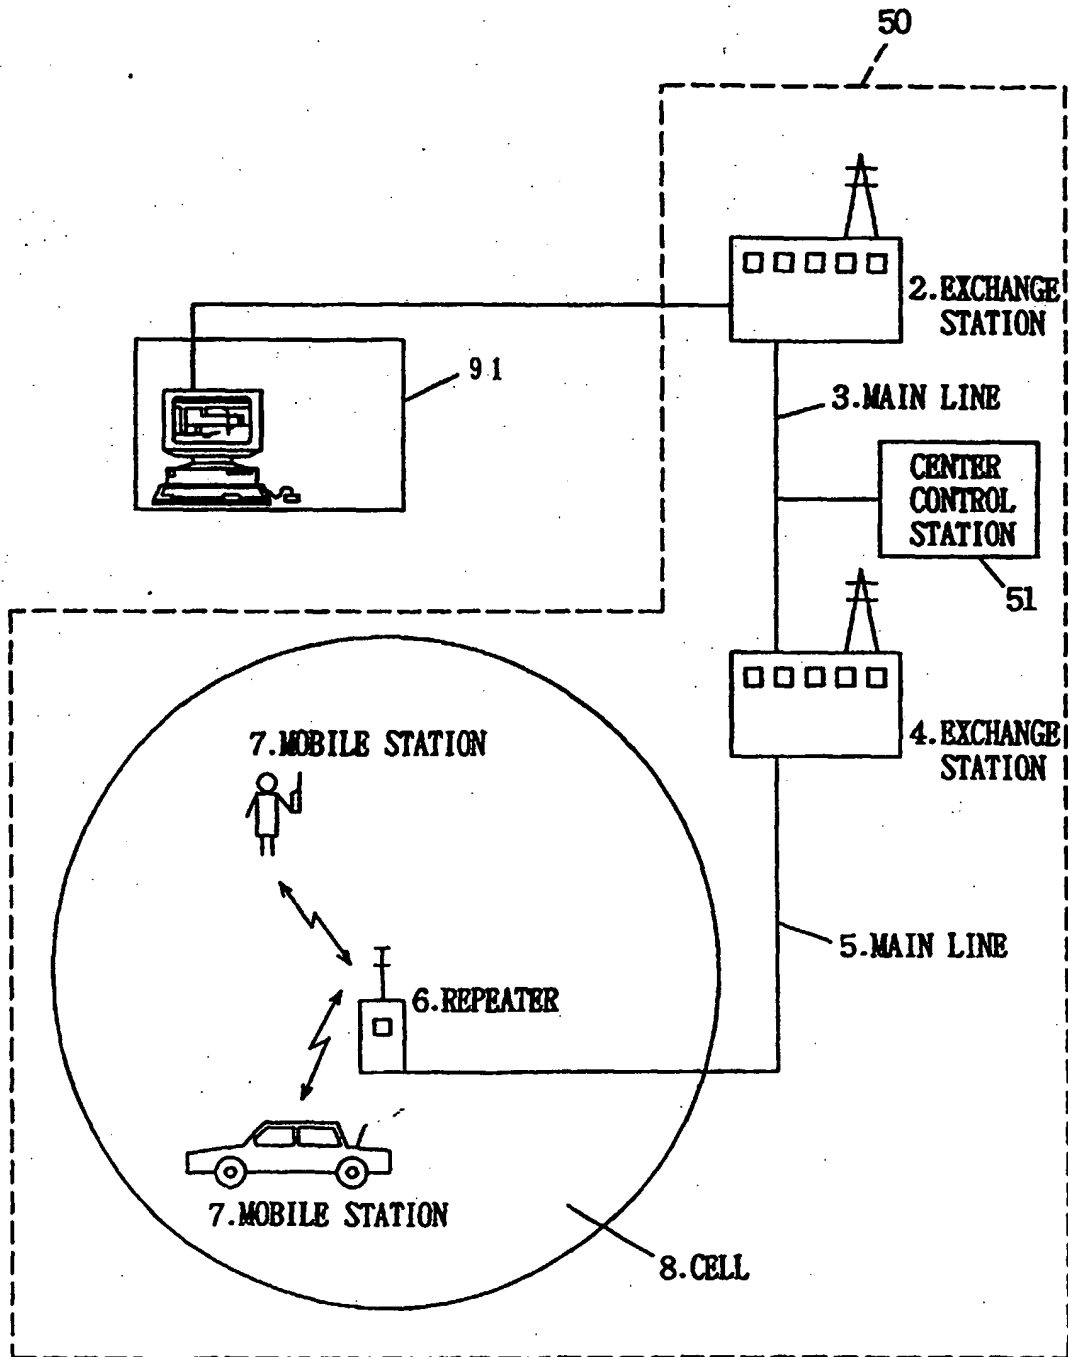 50
2.EXCHANGE
STATION
91
3.MAIN LINE
CENTER
CONTROL
STATION
51
7.MOBILE STATION
4.EXCHANGE
STATION
5.MAIN LINE
6.REPEATER
7.MOBILE STATION
8.CELL